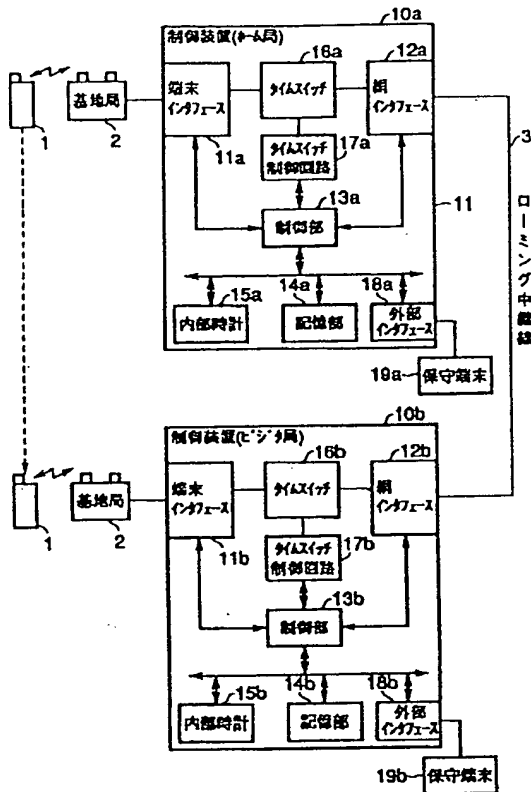 10a
制御装置(ホーム局)
16a
12a
端末
インタフェース
タイムスイッチ
網
インタフェース
基地局
1
2
11a
タイムスイッチ
制御回路
17a
3
13a
制御部
11
ローミング中継線
15a
14a
18a
内部時計
記憶部
外部
インタフェース
19a
保守端末
10b
制御装置(ビジタ局)
16b
12b
端末
インタフェース
タイムスイッチ
網
インタフェース
基地局
1
2
11b
タイムスイッチ
制御回路
17b
13b
制御部
15b
14b
18b
内部時計
記憶部
外部
インタフェース
19b
保守端末